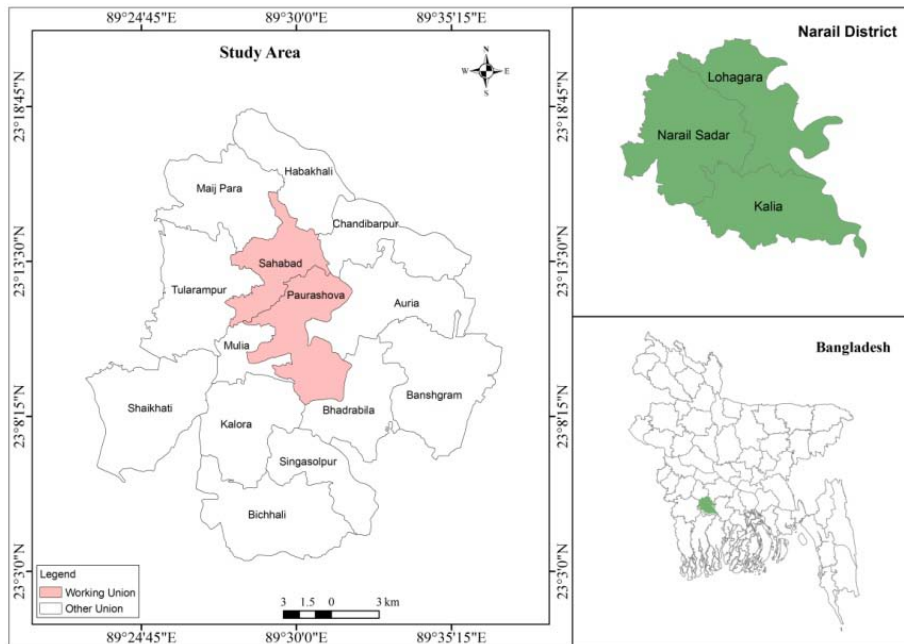 89°24'45"E 89°30'0"E 89°35'15"E
Study Area
N
W E
S
23°18'45"N
23°13'30"N
23°8'15"N
23°3'0"N
Habakhali
Maij Para
Chandibarpur
Sahabad
Tularampur
Paurashova
Auria
Mulia
Banshgram
Shaikhati
Bhadrabila
Kalora
Singasolpur
Bichhali
Legend
Working Union
Other Union
3 1.5 0 3 km
89°24'45"E 89°30'0"E 89°35'15"E
23°18'45"N
23°13'30"N
23°8'15"N
23°3'0"N
Narail District
Lohagara
Narail Sadar
Kalia
Bangladesh